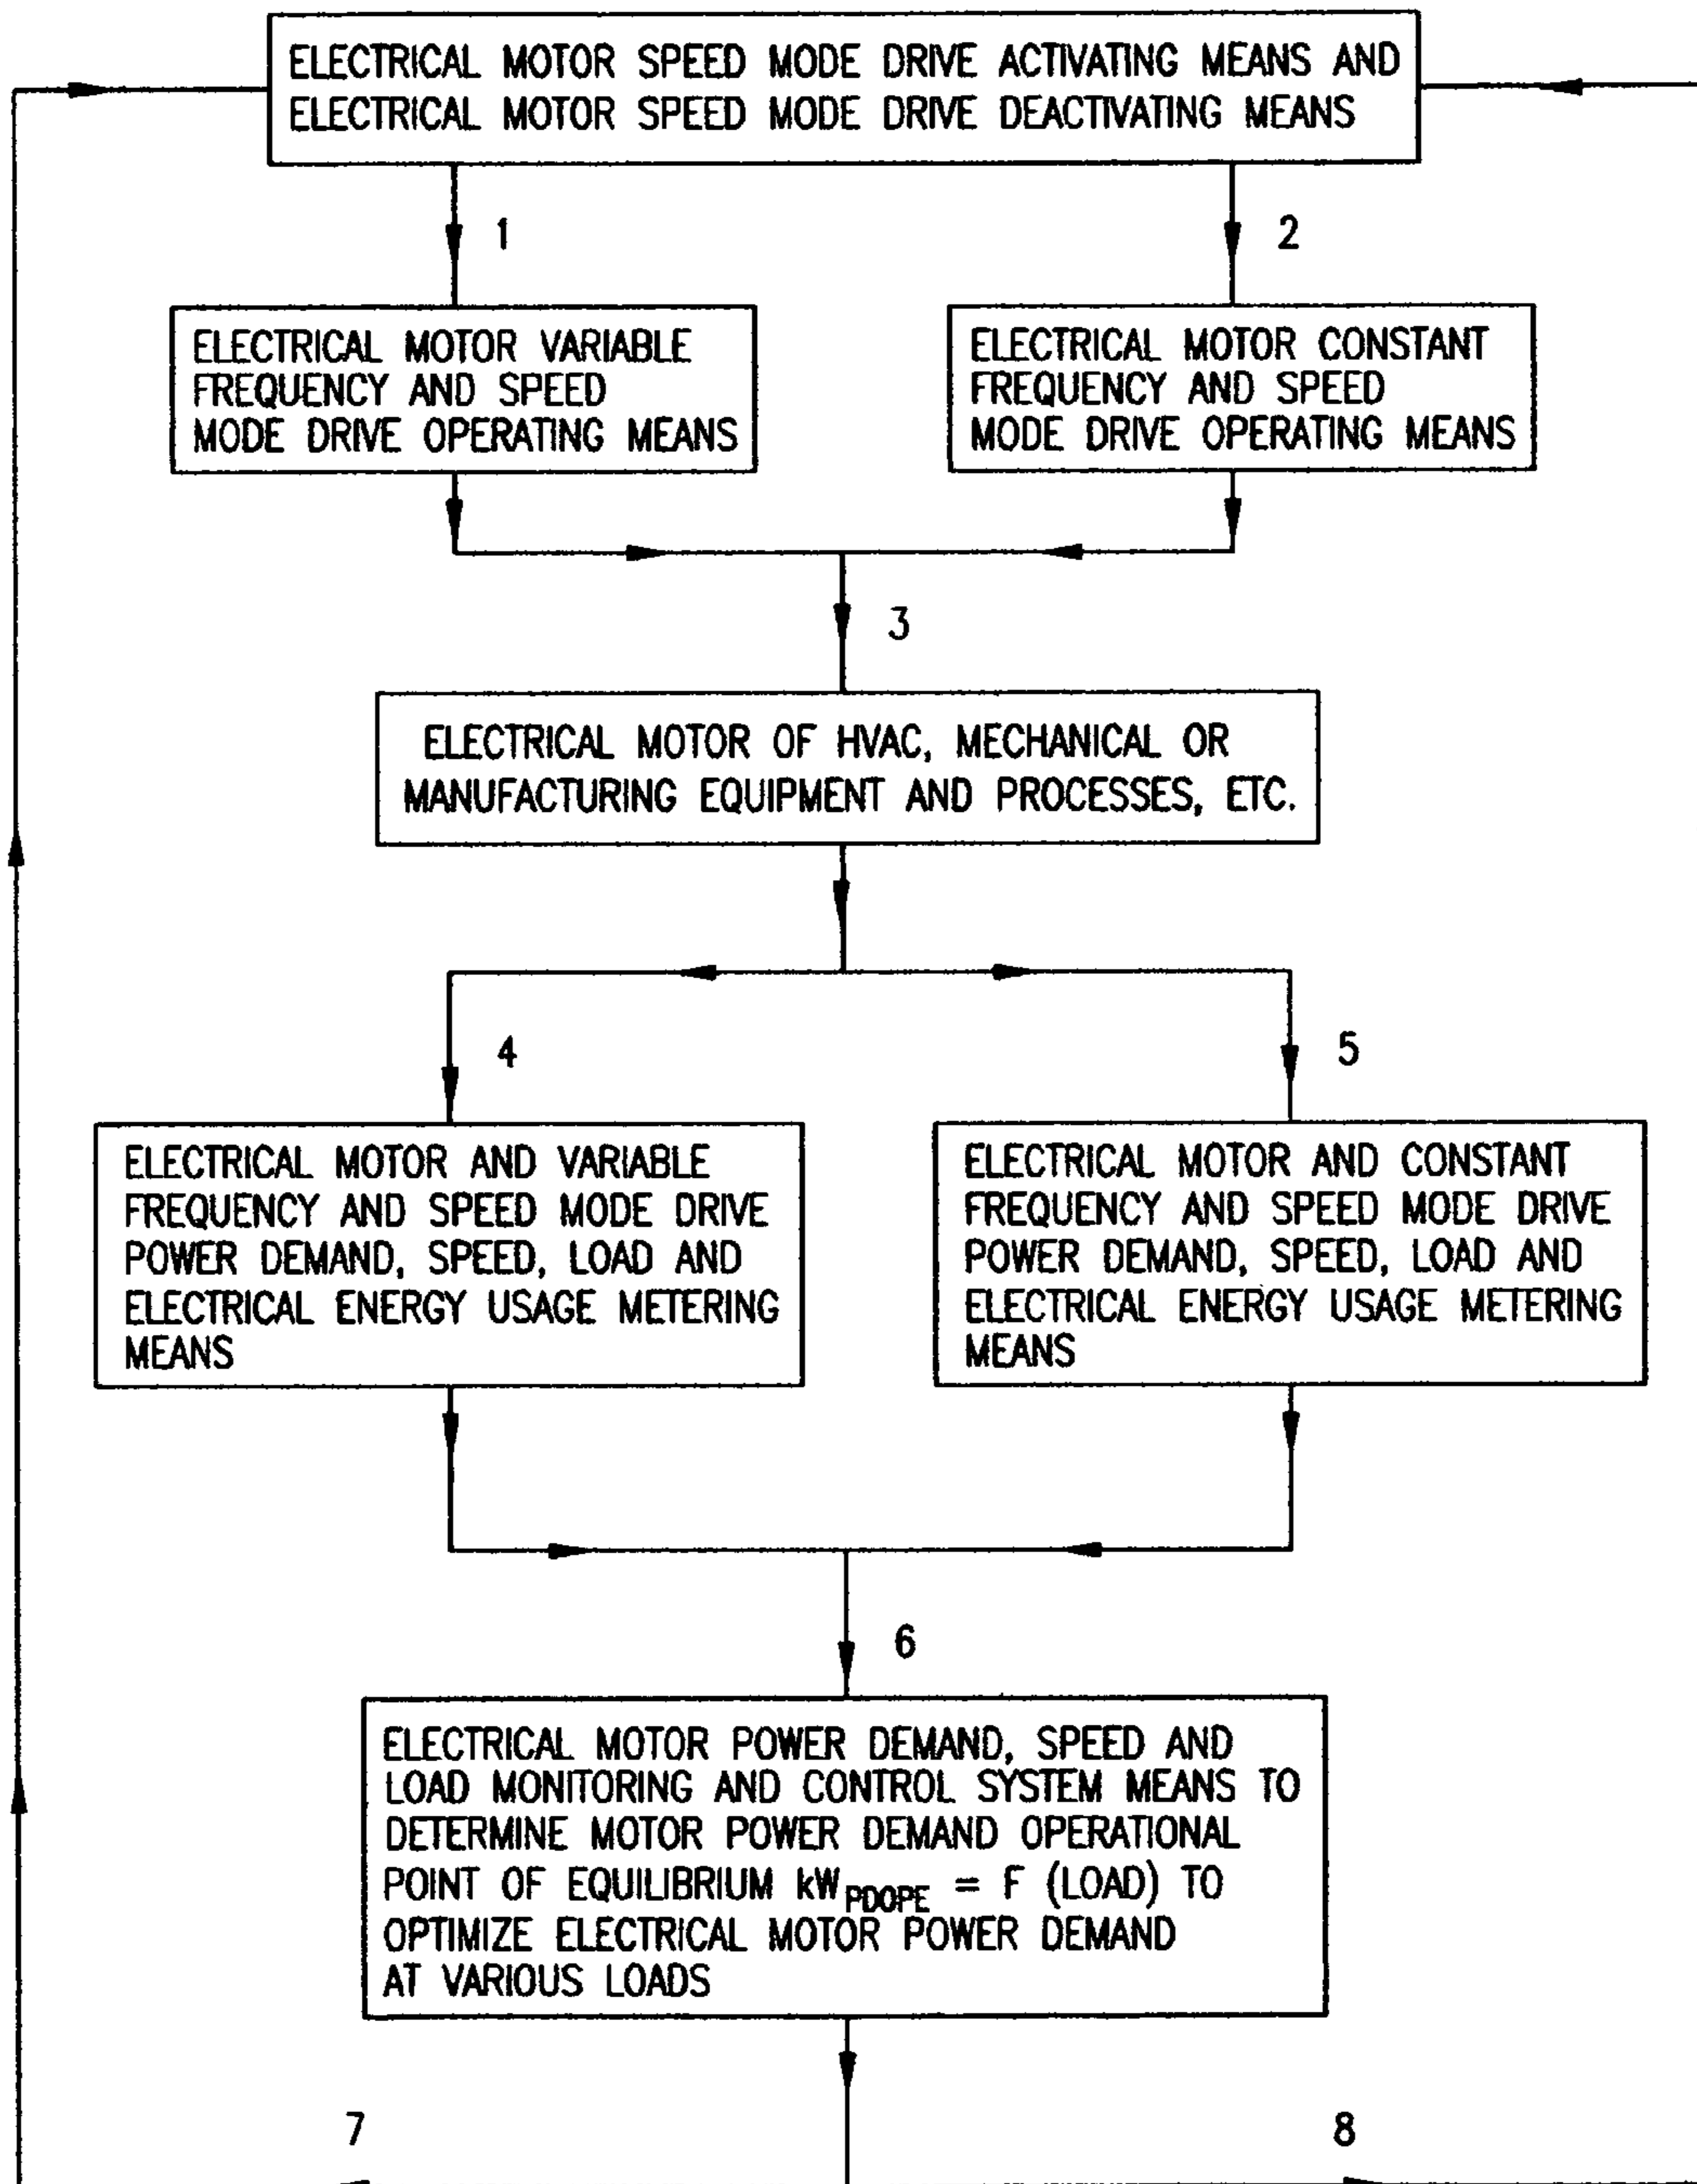 ELECTRICAL MOTOR SPEED MODE DRIVE ACTIVATING MEANS AND
ELECTRICAL MOTOR SPEED MODE DRIVE DEACTIVATING MEANS
1
2
ELECTRICAL MOTOR VARIABLE
FREQUENCY AND SPEED
MODE DRIVE OPERATING MEANS
ELECTRICAL MOTOR CONSTANT
FREQUENCY AND SPEED
MODE DRIVE OPERATING MEANS
3
ELECTRICAL MOTOR OF HVAC, MECHANICAL OR
MANUFACTURING EQUIPMENT AND PROCESSES, ETC.
4
5
ELECTRICAL MOTOR AND VARIABLE
FREQUENCY AND SPEED MODE DRIVE
POWER DEMAND, SPEED, LOAD AND
ELECTRICAL ENERGY USAGE METERING
MEANS
ELECTRICAL MOTOR AND CONSTANT
FREQUENCY AND SPEED MODE DRIVE
POWER DEMAND, SPEED, LOAD AND
ELECTRICAL ENERGY USAGE METERING
MEANS
6
ELECTRICAL MOTOR POWER DEMAND, SPEED AND
LOAD MONITORING AND CONTROL SYSTEM MEANS TO
DETERMINE MOTOR POWER DEMAND OPERATIONAL
POINT OF EQUILIBRIUM kW_PDOPE = F (LOAD) TO
OPTIMIZE ELECTRICAL MOTOR POWER DEMAND
AT VARIOUS LOADS
7
8